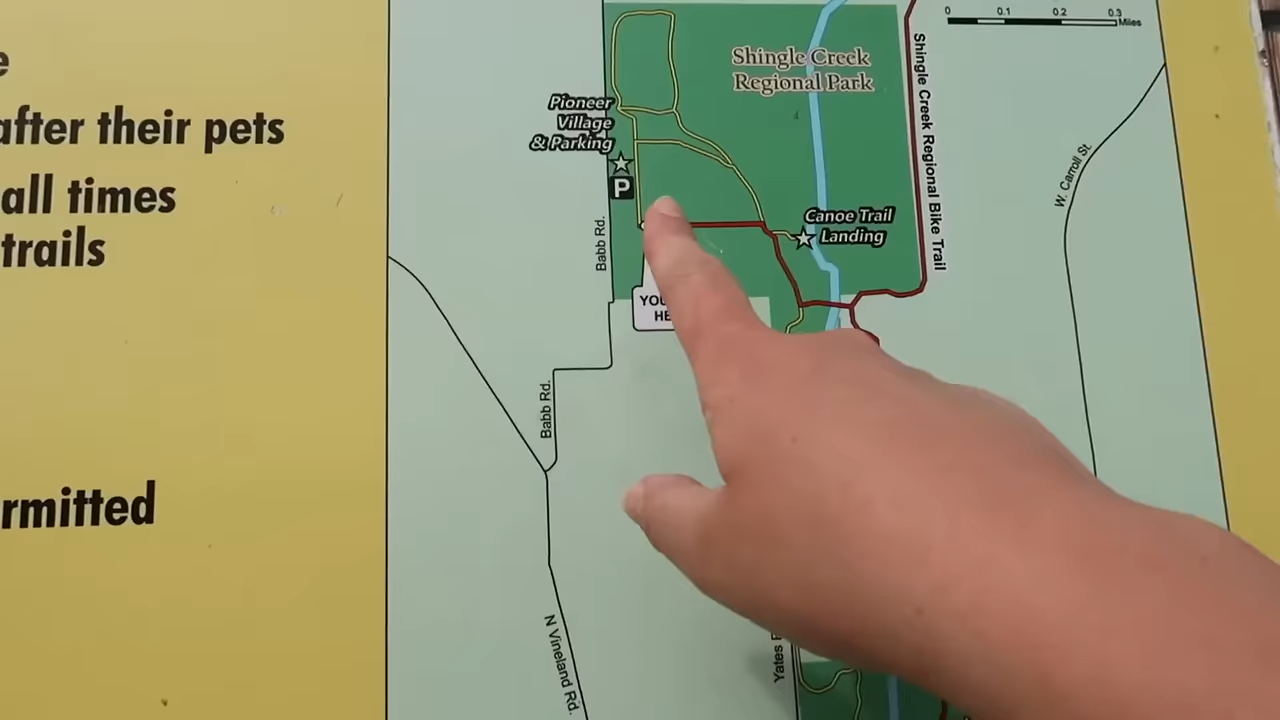 e
after their pets
all times
trails
rmitted
0 0.1 0.2 0.3
Miles
Shingle Creek
Regional Park
Pioneer
Village
& Parking
P
Shingle Creek Regional Bike Trail
W. Carroll St
Canoe Trail
Landing
Babb Rd.
YOU
HE
Babb Rd.
N Vineland Rd.
Yates